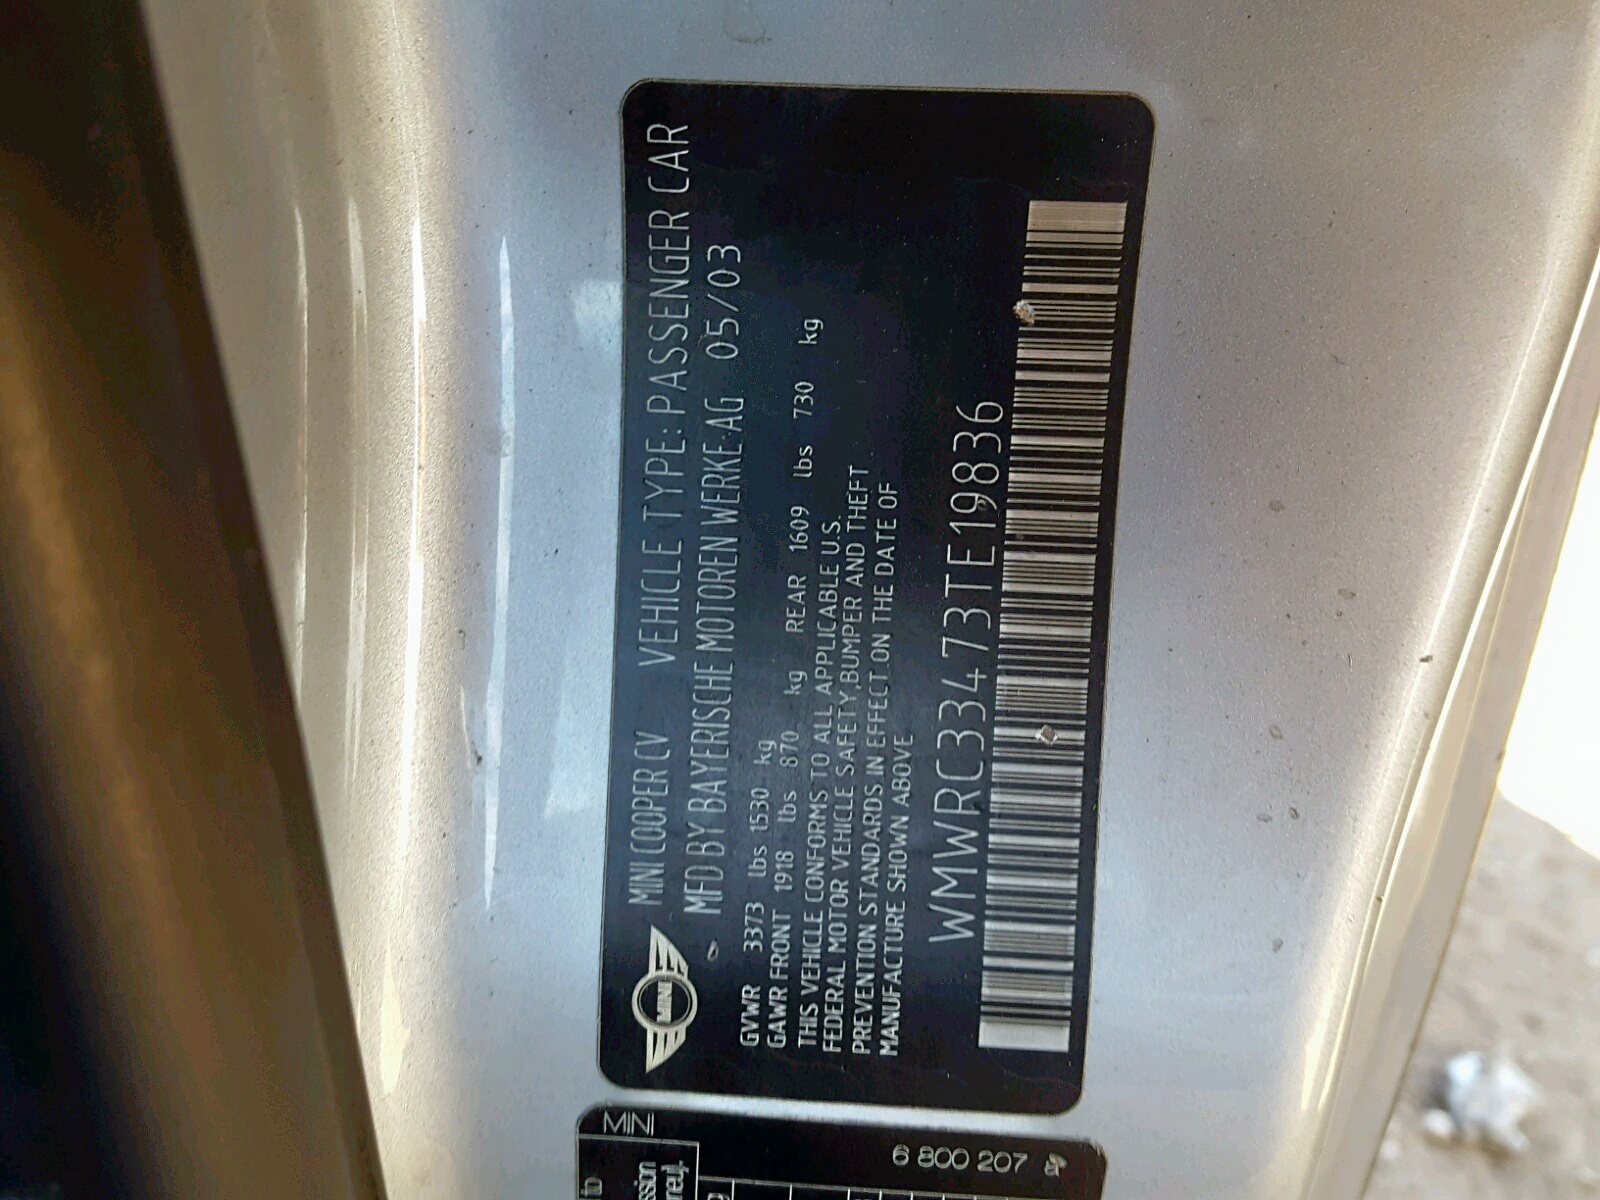 MINI
MINI COOPER CV VEHICLE TYPE: PASSENGER CAR
MFD BY BAYERISCHE MOTOREN WERKE AG 05/03
GVWR 3373 lbs 1530 kg
GAWR FRONT 1918 lbs 870 kg REAR 1609 lbs 730 kg
THIS VEHICLE CONFORMS TO ALL APPLICABLE U.S.
FEDERAL MOTOR VEHICLE SAFETY,BUMPER AND THEFT
PREVENTION STANDARDS IN EFFECT ON THE DATE OF
MANUFACTURE SHOWN ABOVE
WMWRC33473TE19836
MINI
6 800 207